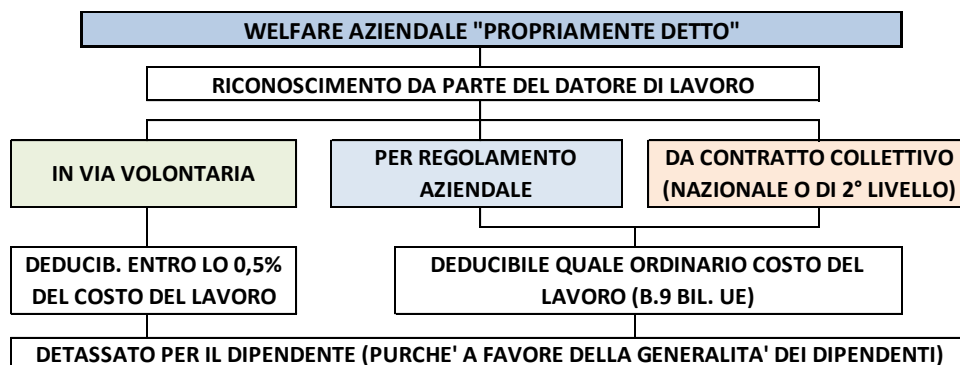 WELFARE AZIENDALE "PROPRIAMENTE DETTO"
RICONOSCIMENTO DA PARTE DEL DATORE DI LAVORO
IN VIA VOLONTARIA
PER REGOLAMENTO
AZIENDALE
DA CONTRATTO COLLETTIVO
(NAZIONALE O DI 2° LIVELLO)
DEDUCIB. ENTRO LO 0,5%
DEL COSTO DEL LAVORO
DEDUCIBILE QUALE ORDINARIO COSTO DEL
LAVORO (B.9 BIL. UE)
DETASSATO PER IL DIPENDENTE (PURCHE' A FAVORE DELLA GENERALITA' DEI DIPENDENTI)